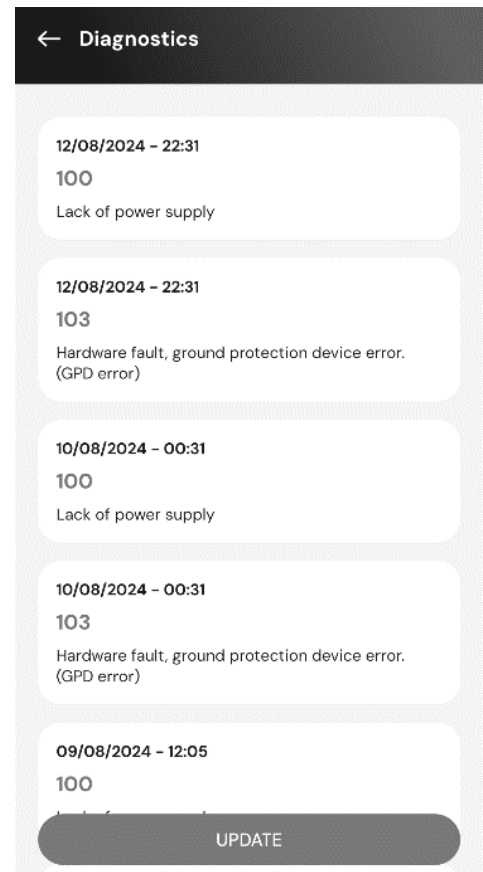 Diagnostics
12/08/2024 - 22:31
100
Lack of power supply
12/08/2024 - 22:31
103
Hardware fault, ground protection device error.
(GPD error)
10/08/2024 - 00:31
100
Lack of power supply
10/08/2024 - 00:31
103
Hardware fault, ground protection device error.
(GPD error)
09/08/2024 - 12:05
100
UPDATE